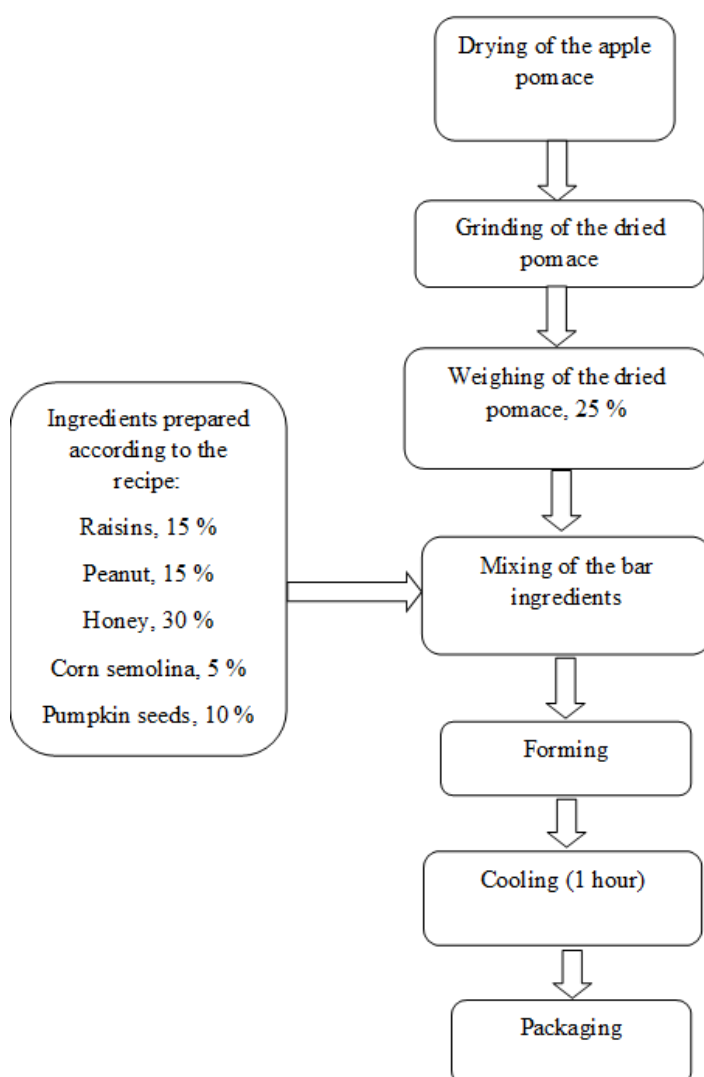 Drying of the apple
pomace
Grinding of the dried
pomace
Weighing of the dried
pomace, 25 %
Ingredients prepared
according to the
recipe:
Raisins, 15 %
Peanut, 15 %
Honey, 30 %
Corn semolina, 5 %
Pumpkin seeds, 10 %
Mixing of the bar
ingredients
Forming
Cooling (1 hour)
Packaging